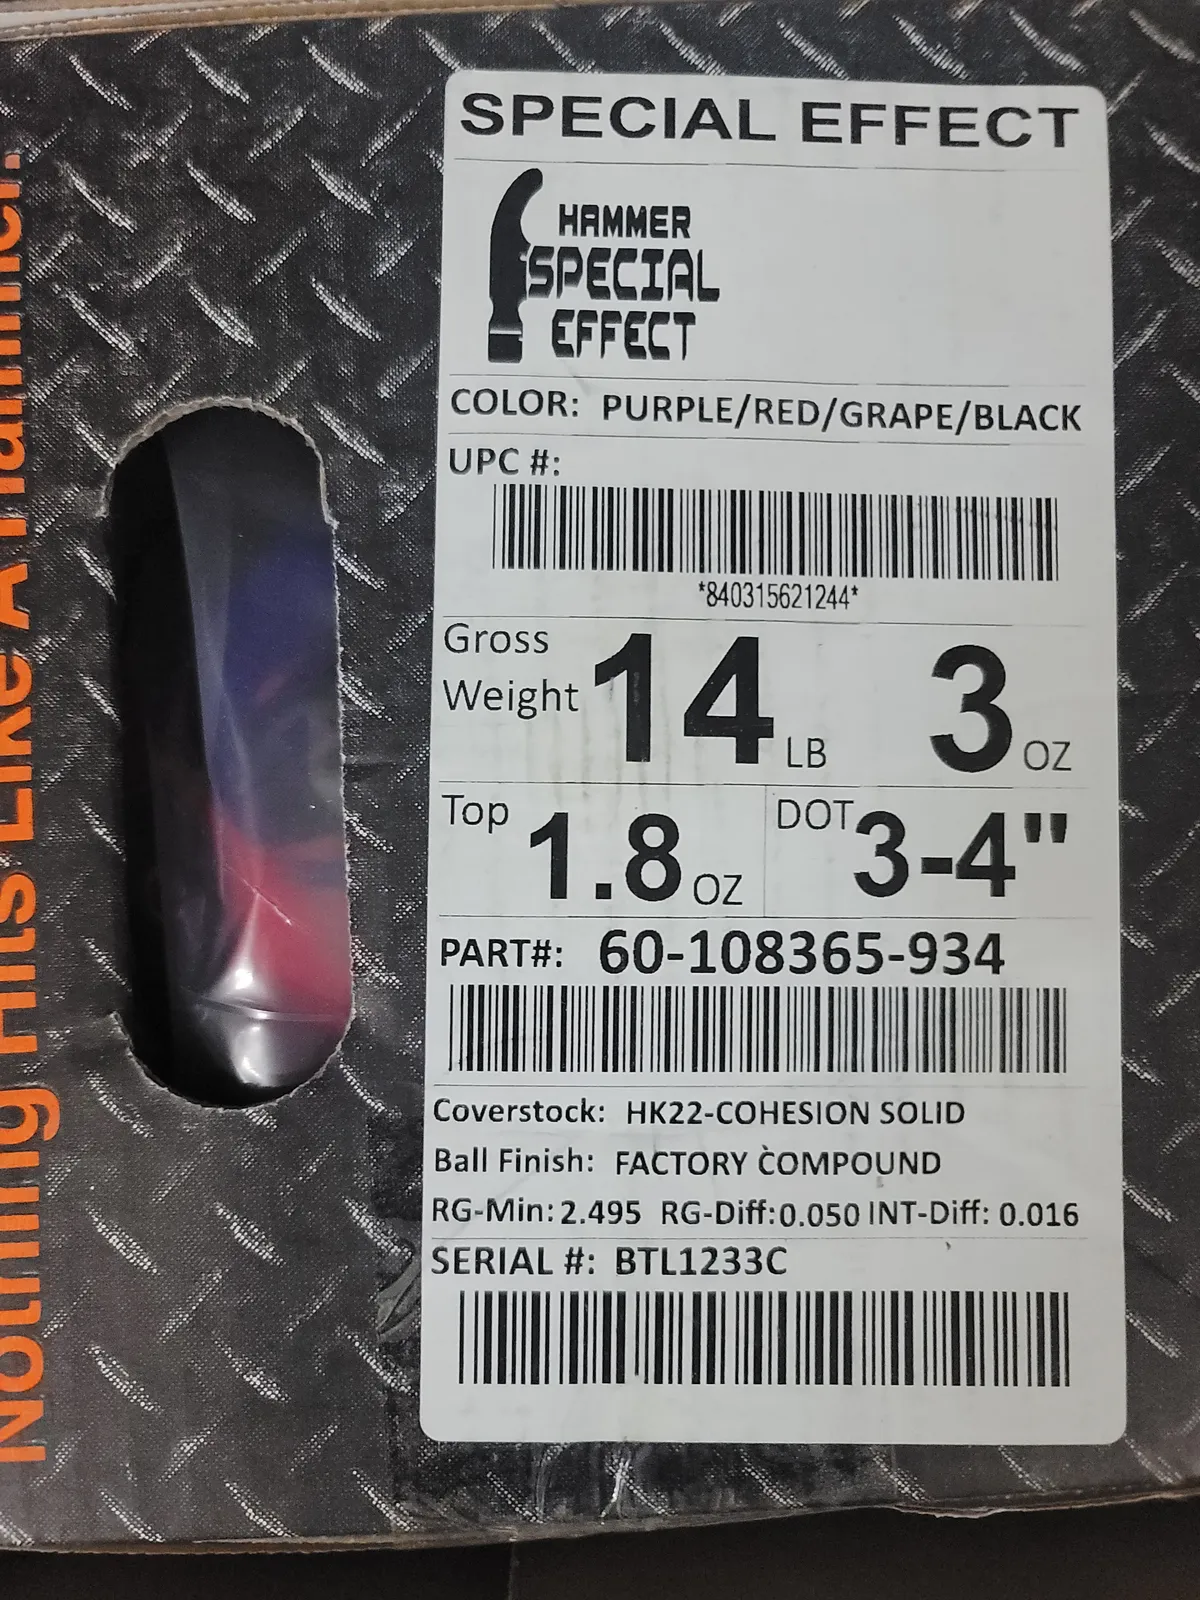 Nothing Hits Like A Hammer.
SPECIAL EFFECT
HAMMER
SPECIAL
EFFECT
COLOR: PURPLE/RED/GRAPE/BLACK
UPC #:
*840315621244*
Gross Weight 14 LB 3 OZ
Top 1.8 OZ DOT 3-4"
PART#: 60-108365-934
Coverstock: HK22-COHESION SOLID
Ball Finish: FACTORY COMPOUND
RG-Min: 2.495 RG-Diff: 0.050 INT-Diff: 0.016
SERIAL #: BTL1233C